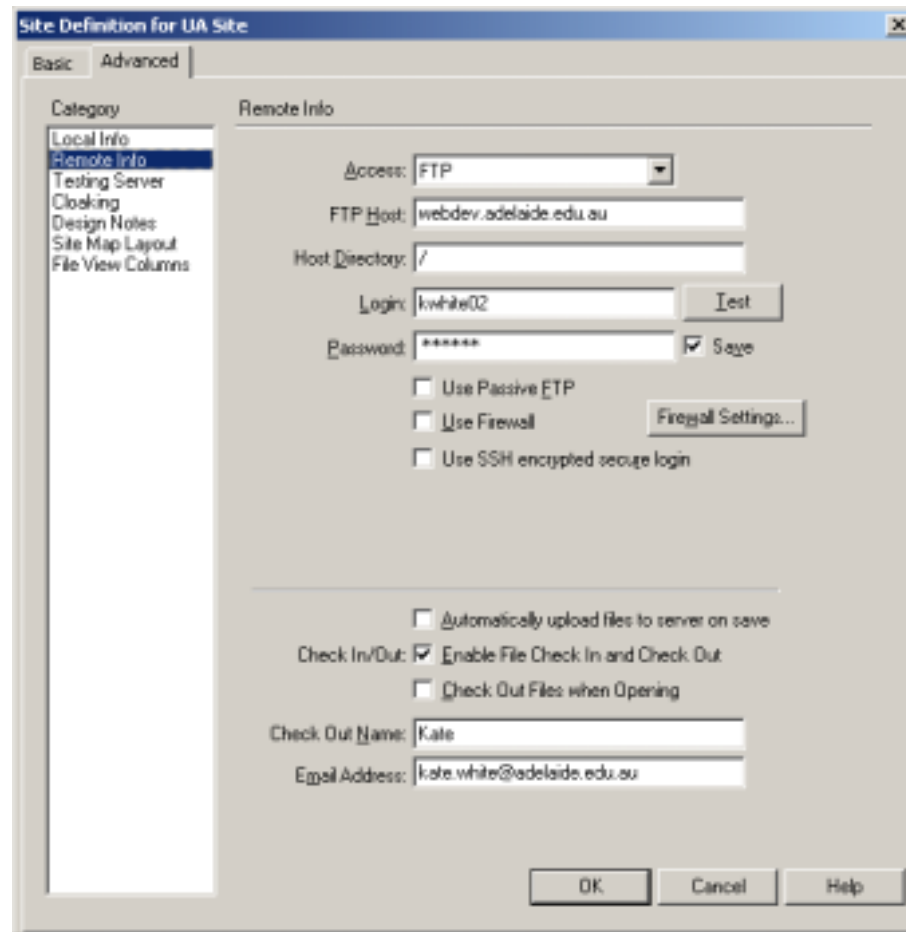 Site Definition for UA Site
Basic
Advanced
Category
Local Info
Remote Info
Testing Server
Cloaking
Design Notes
Site Map Layout
File View Columns
Remote Info
Access: FTP
FTP Host: webdev.adelaide.edu.au
Host Directory: /
Login: kwhite02 Test
Password: ****** Save
Use Passive FTP
Use Firewall Firewall Settings...
Use SSH encrypted secure login
Automatically upload files to server on save
Check In/Out: Enable File Check In and Check Out
Check Out Files when Opening
Check Out Name: Kate
Email Address: kate.white@adelaide.edu.au
OK Cancel Help